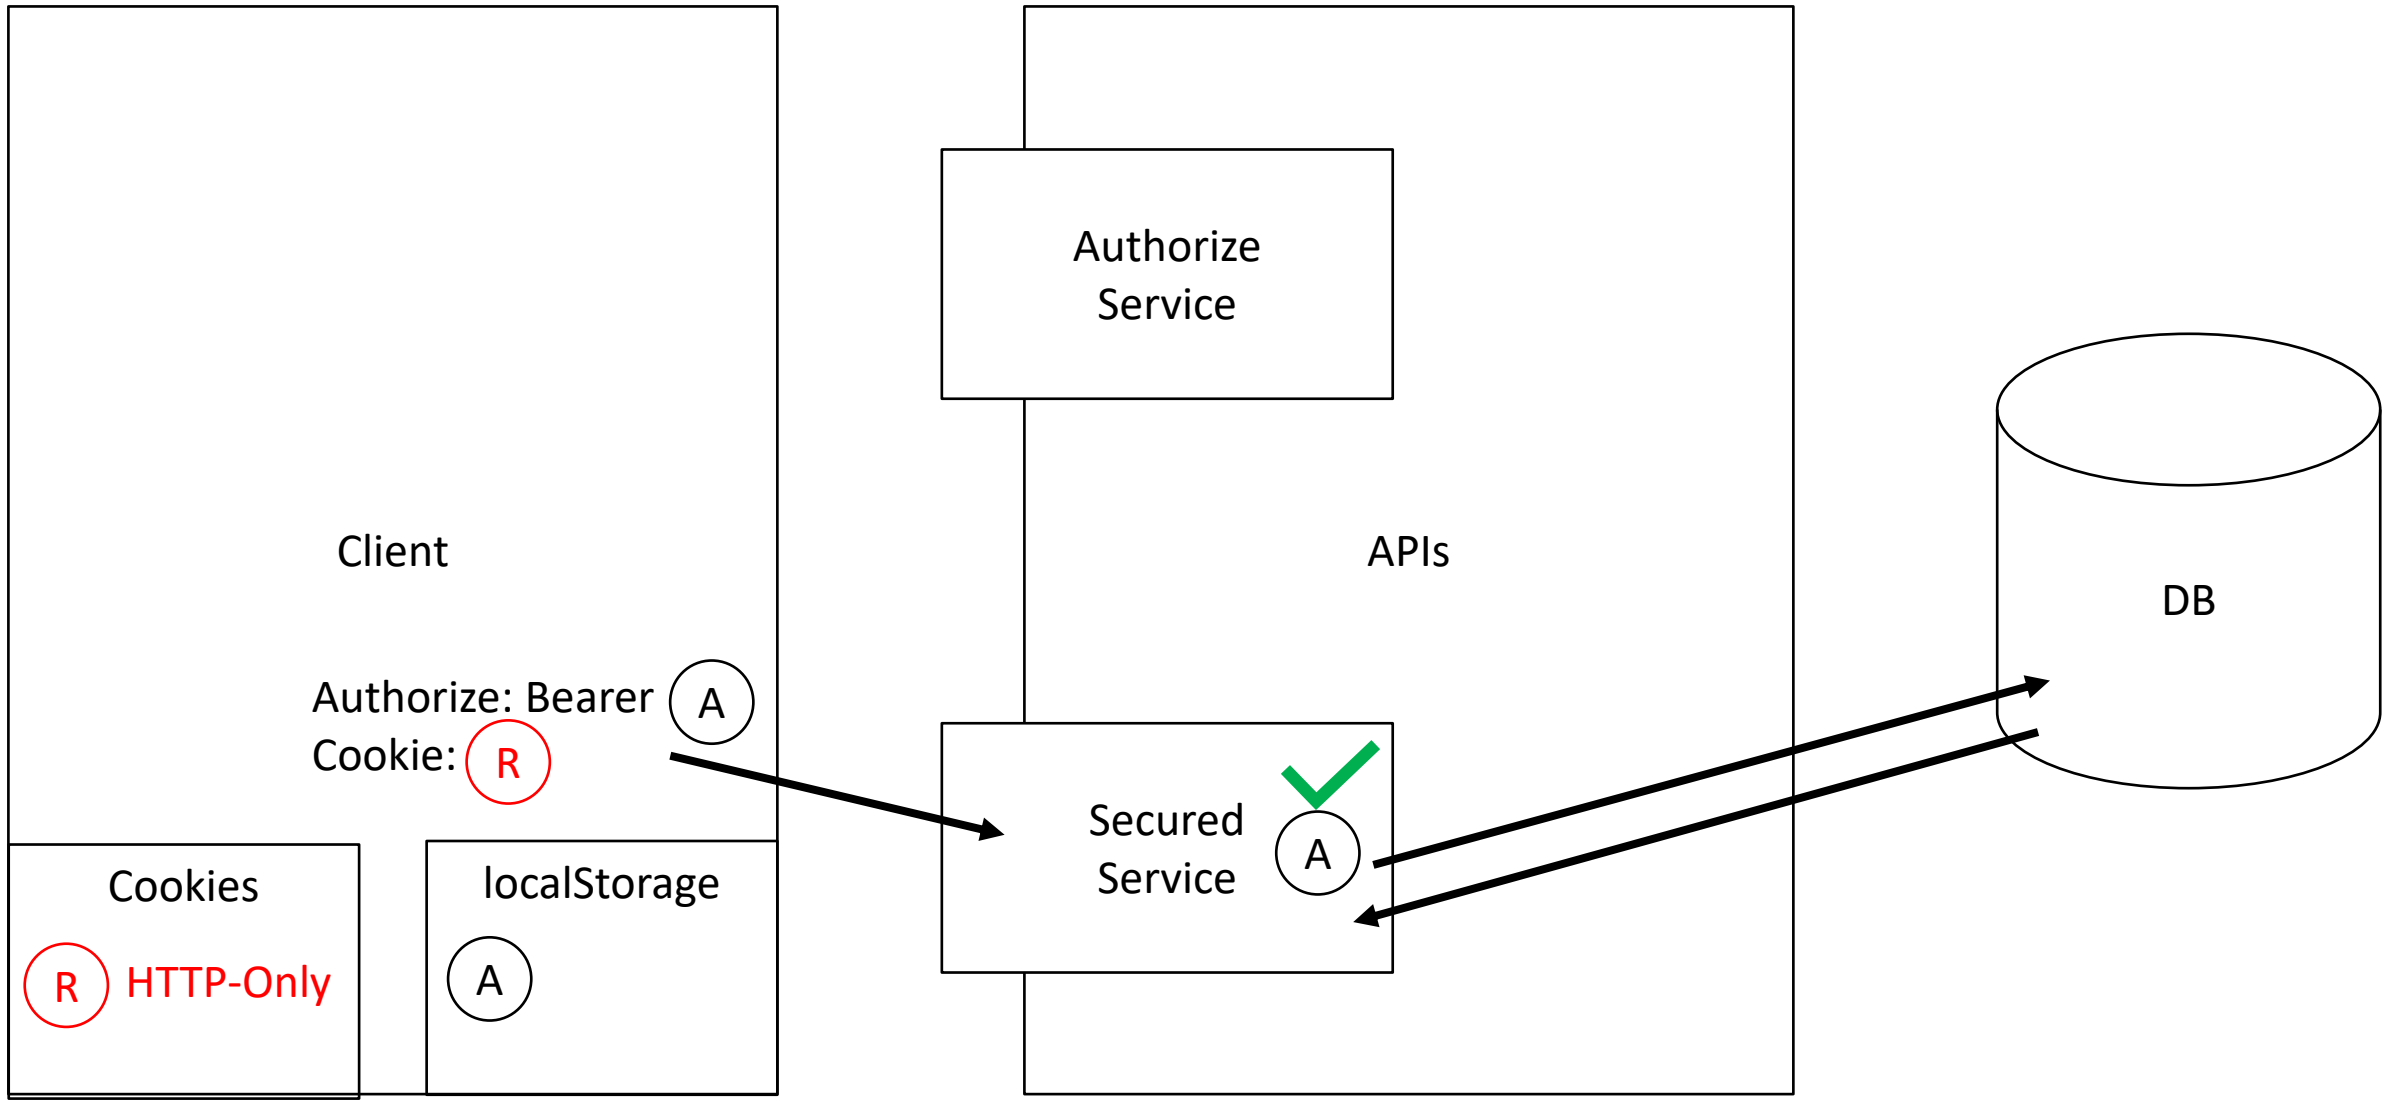 Authorize
Service
Client
APIs
DB
Authorize: Bearer A
Cookie: R
Secured
Service
A
Cookies
R HTTP-Only
localStorage
A